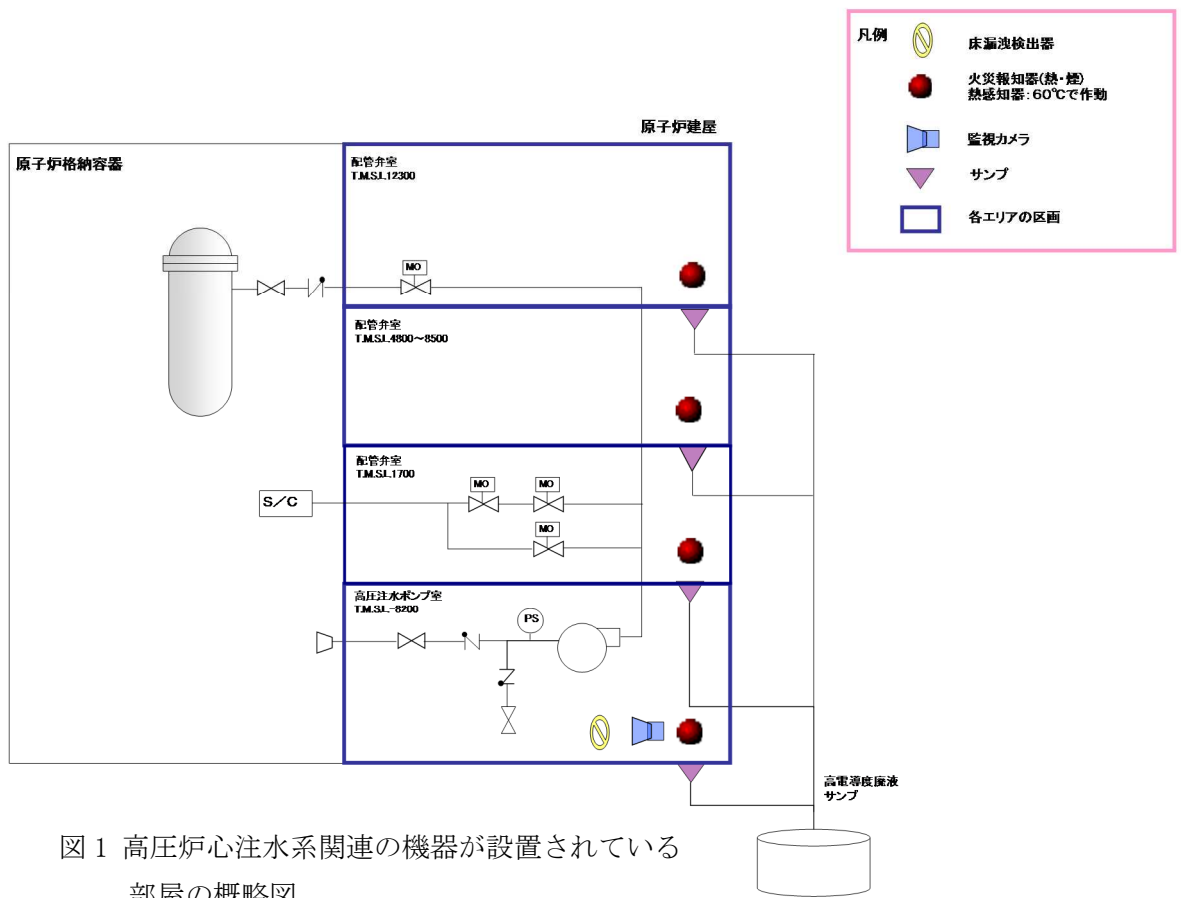 凡例
床漏洩検出器
火災報知器(熱・煙)
熱感知器:60℃で作動
監視カメラ
サンプ
各エリアの区画
原子炉建屋
原子炉格納容器
配管弁室
T.M.S.L.12300
MO
配管弁室
T.M.S.L.4800~8500
配管弁室
T.M.S.L.1700
MO MO
S/C
MO
高圧注水ポンプ室
T.M.S.L.-8200
PS
高電導度廃液
サンプ
図1 高圧炉心注水系関連の機器が設置されている
部屋の概略図